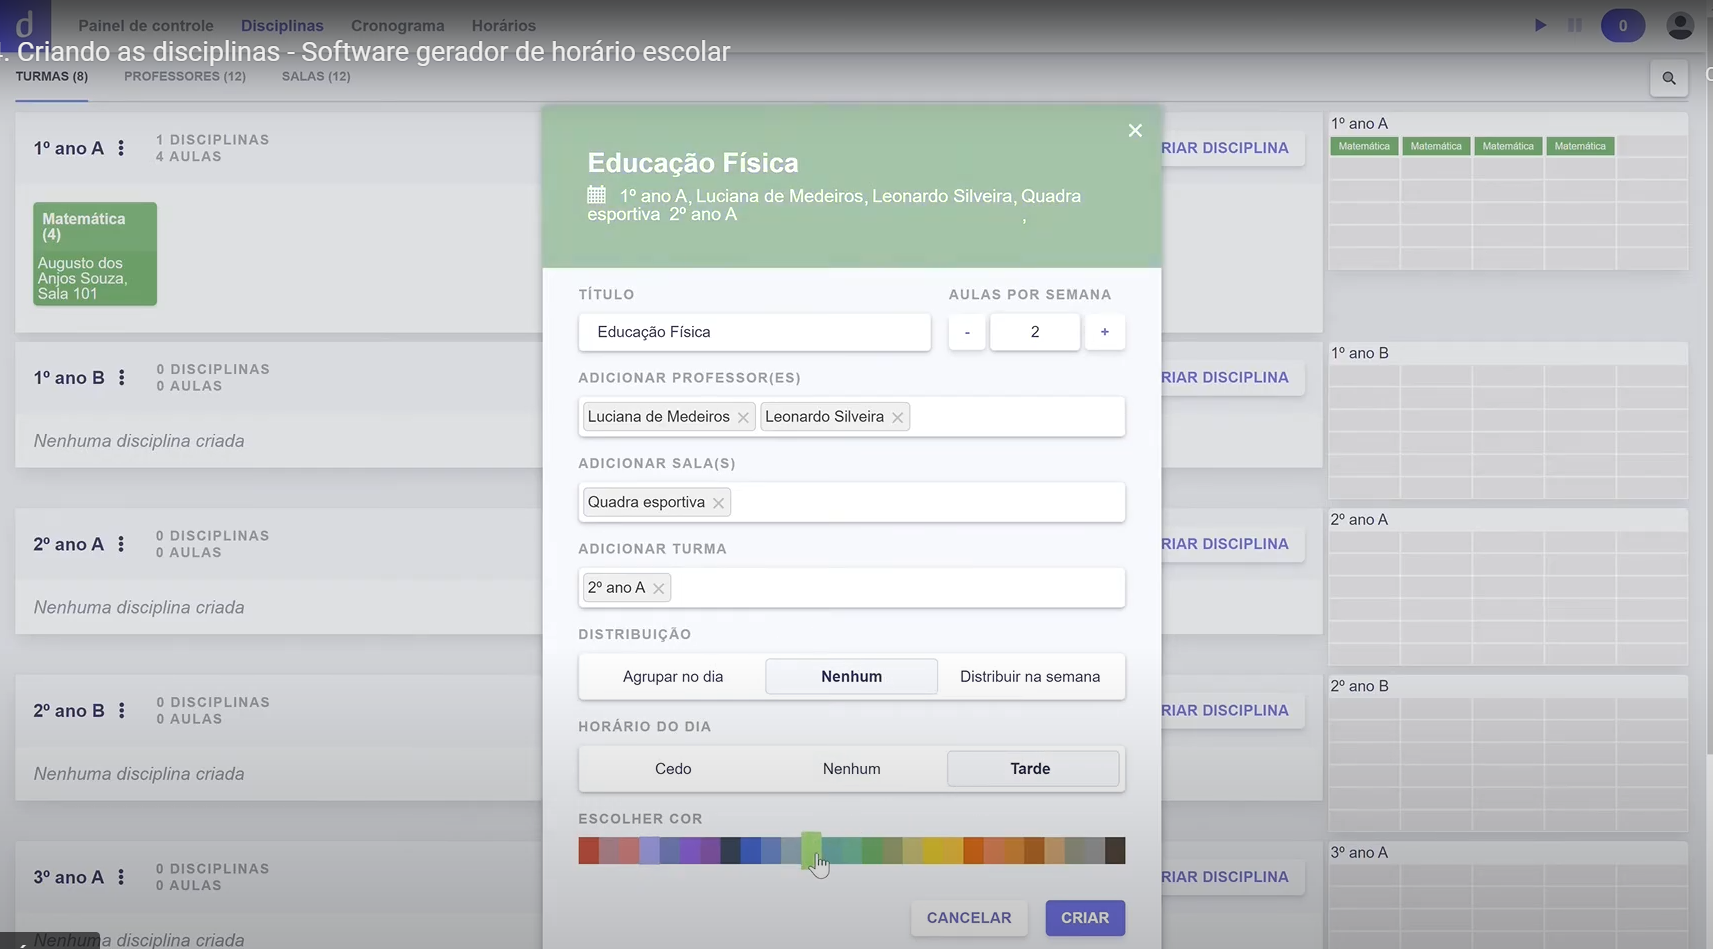 d
Painel de controle Disciplinas Cronograma Horários 0
. Criando as disciplinas - Software gerador de horário escolar
TURMAS (8) PROFESSORES (12) SALAS (12)
1º ano A
1 DISCIPLINAS
4 AULAS
Matemática
(4)
Augusto dos
Anjos Souza,
Sala 101
RIAR DISCIPLINA
1º ano A
Matemática Matemática Matemática Matemática
1º ano B
0 DISCIPLINAS
0 AULAS
Nenhuma disciplina criada
RIAR DISCIPLINA
1º ano B
2º ano A
0 DISCIPLINAS
0 AULAS
Nenhuma disciplina criada
RIAR DISCIPLINA
2º ano A
2º ano B
0 DISCIPLINAS
0 AULAS
Nenhuma disciplina criada
RIAR DISCIPLINA
2º ano B
3º ano A
0 DISCIPLINAS
0 AULAS
Nenhuma disciplina criada
RIAR DISCIPLINA
3º ano A
Educação Física
1º ano A, Luciana de Medeiros, Leonardo Silveira, Quadra
esportiva 2º ano A ,
TÍTULO AULAS POR SEMANA
Educação Física - 2 +
ADICIONAR PROFESSOR(ES)
Luciana de Medeiros Leonardo Silveira
ADICIONAR SALA(S)
Quadra esportiva
ADICIONAR TURMA
2º ano A
DISTRIBUIÇÃO
Agrupar no dia Nenhum Distribuir na semana
HORÁRIO DO DIA
Cedo Nenhum Tarde
ESCOLHER COR
CANCELAR CRIAR